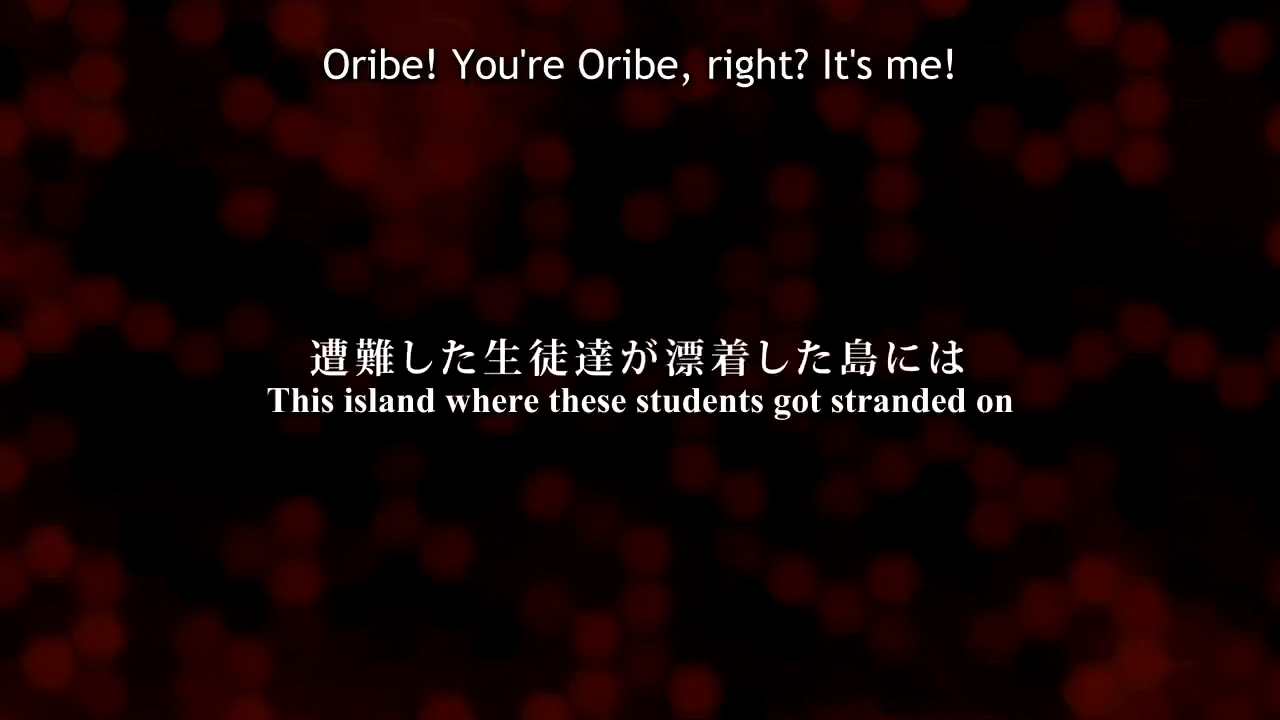 Oribe! You're Oribe, right? It's me!
遭難した生徒達が漂着した島には
This island where these students got stranded on